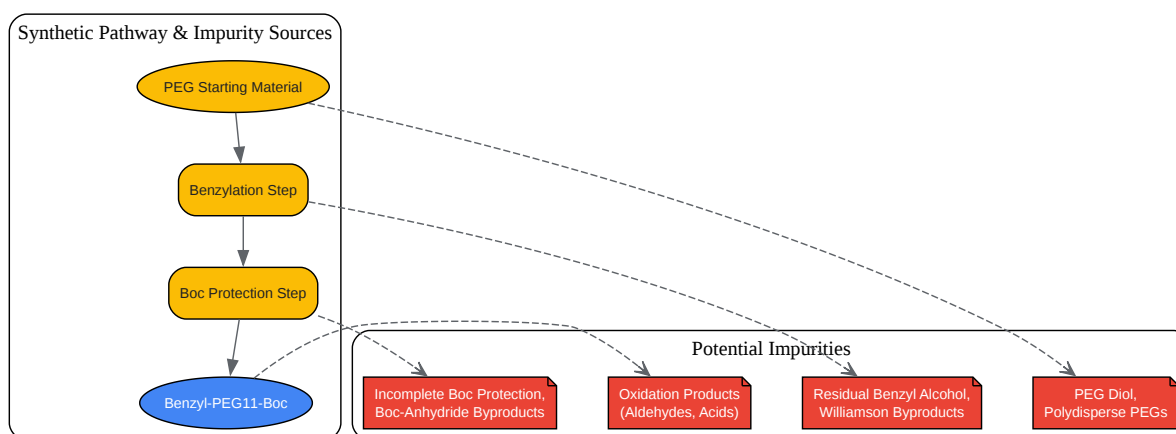 Synthetic Pathway & Impurity Sources
PEG Starting Material
Benzylation Step
Boc Protection Step
Benzyl-PEG11-Boc
Potential Impurities
Incomplete Boc Protection,
Boc-Anhydride Byproducts
Oxidation Products
(Aldehydes, Acids)
Residual Benzyl Alcohol,
Williamson Byproducts
PEG Diol,
Polydisperse PEGs